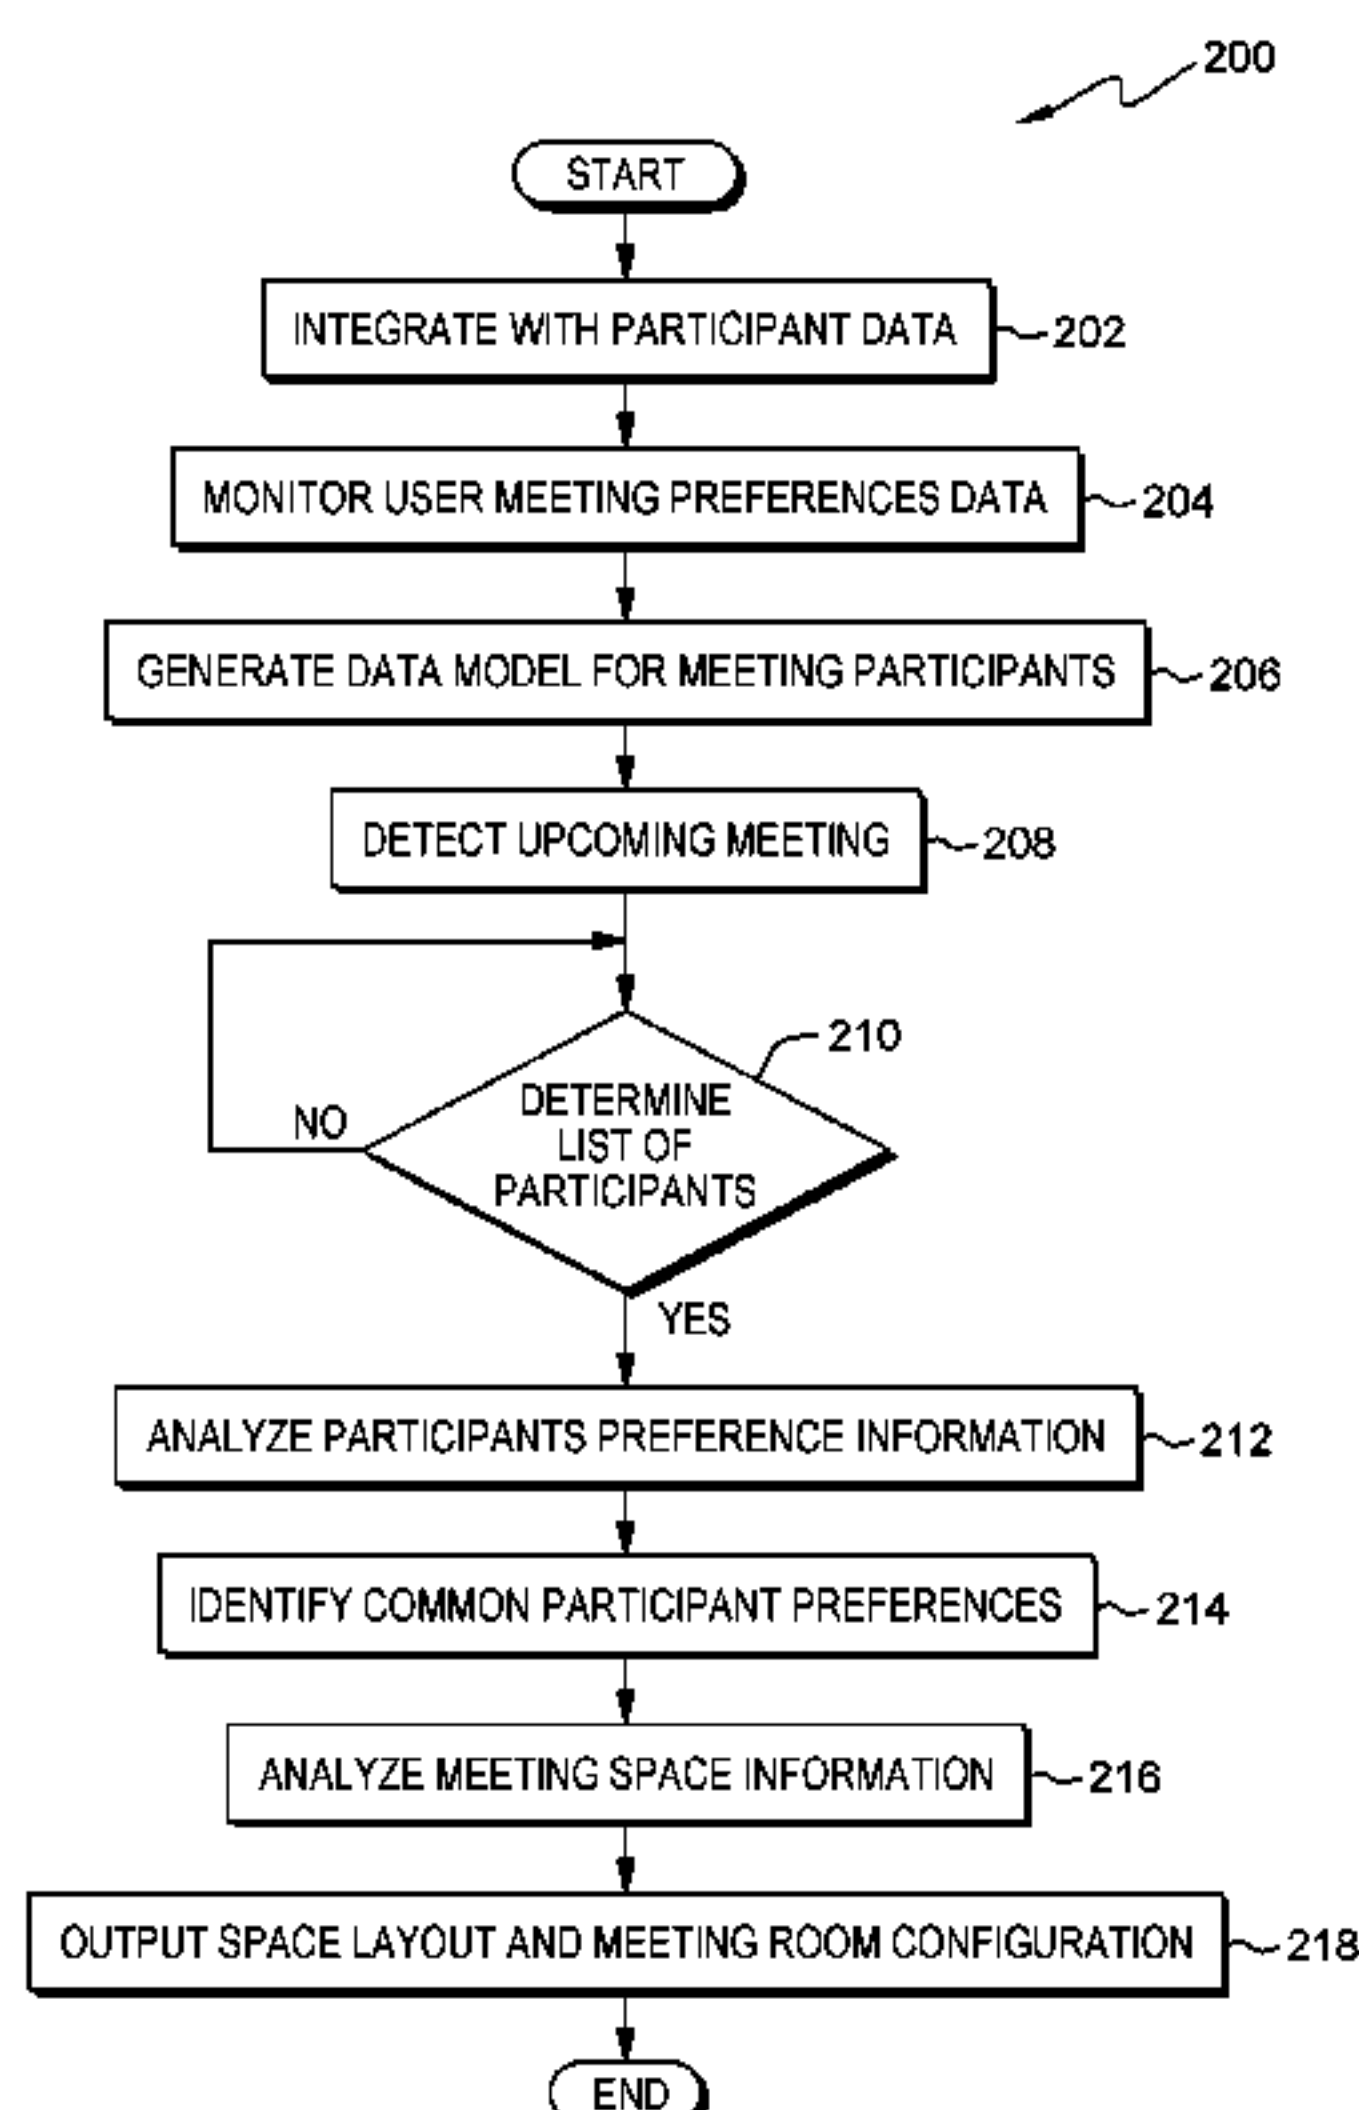 200
START
INTEGRATE WITH PARTICIPANT DATA
202
MONITOR USER MEETING PREFERENCES DATA
204
GENERATE DATA MODEL FOR MEETING PARTICIPANTS
206
DETECT UPCOMING MEETING
208
210
DETERMINE
LIST OF
PARTICIPANTS
NO
YES
ANALYZE PARTICIPANTS PREFERENCE INFORMATION
212
IDENTIFY COMMON PARTICIPANT PREFERENCES
214
ANALYZE MEETING SPACE INFORMATION
216
OUTPUT SPACE LAYOUT AND MEETING ROOM CONFIGURATION
218
END